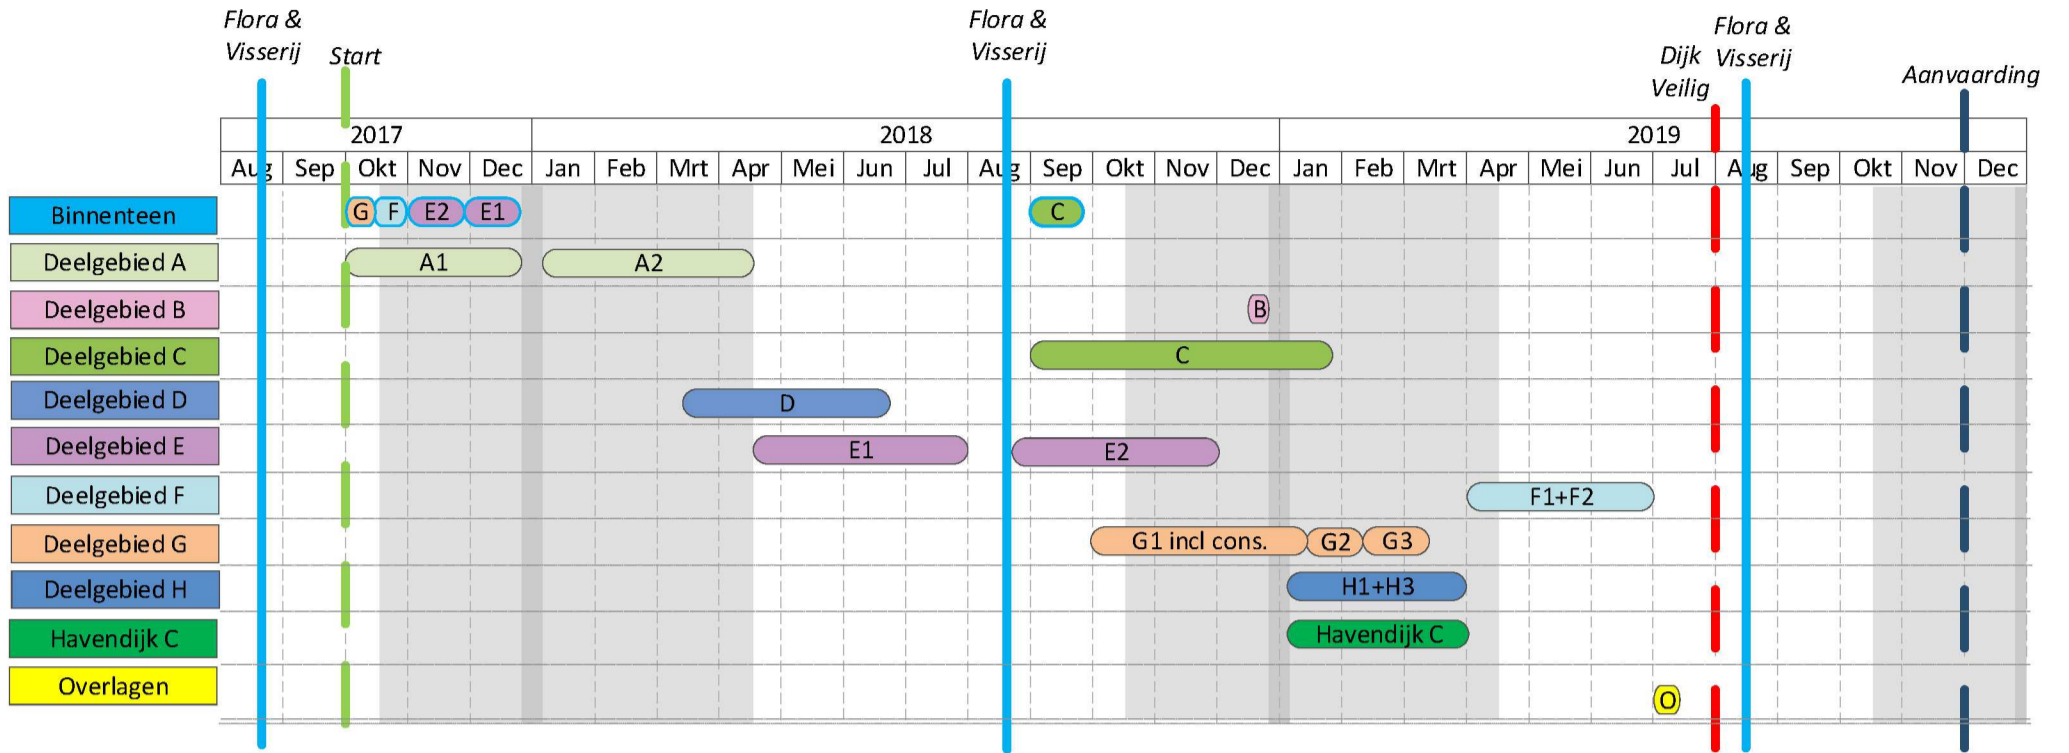 Flora &
Visserij
Start
Flora &
Visserij
Dijk
Veilig
Flora &
Visserij
Aanvaarding
2017 2018 2019
Aug Sep Okt Nov Dec Jan Feb Mrt Apr Mei Jun Jul Aug Sep Okt Nov Dec Jan Feb Mrt Apr Mei Jun Jul Aug Sep Okt Nov Dec
Binnenteen G F E2 E1 C
Deelgebied A A1 A2
Deelgebied B B
Deelgebied C C
Deelgebied D D
Deelgebied E E1 E2
Deelgebied F F1+F2
Deelgebied G G1 incl cons. G2 G3
Deelgebied H H1+H3
Havendijk C Havendijk C
Overlagen O